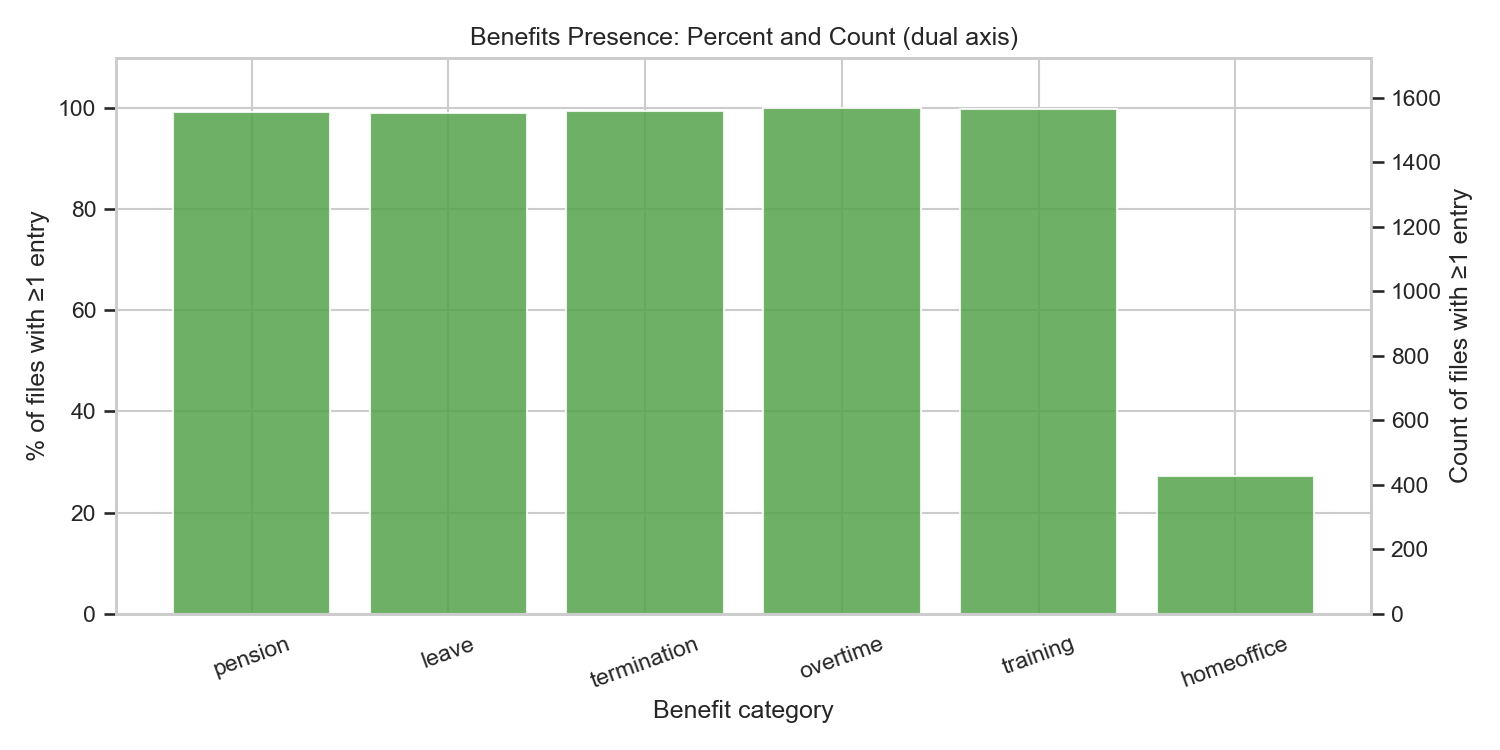 Benefits Presence: Percent and Count (dual axis)
% of files with ≥1 entry
100
80
60
40
20
0
1600
1400
1200
1000
800
600
400
200
0
Count of files with ≥1 entry
pension
leave
termination
overtime
training
homeoffice
Benefit category